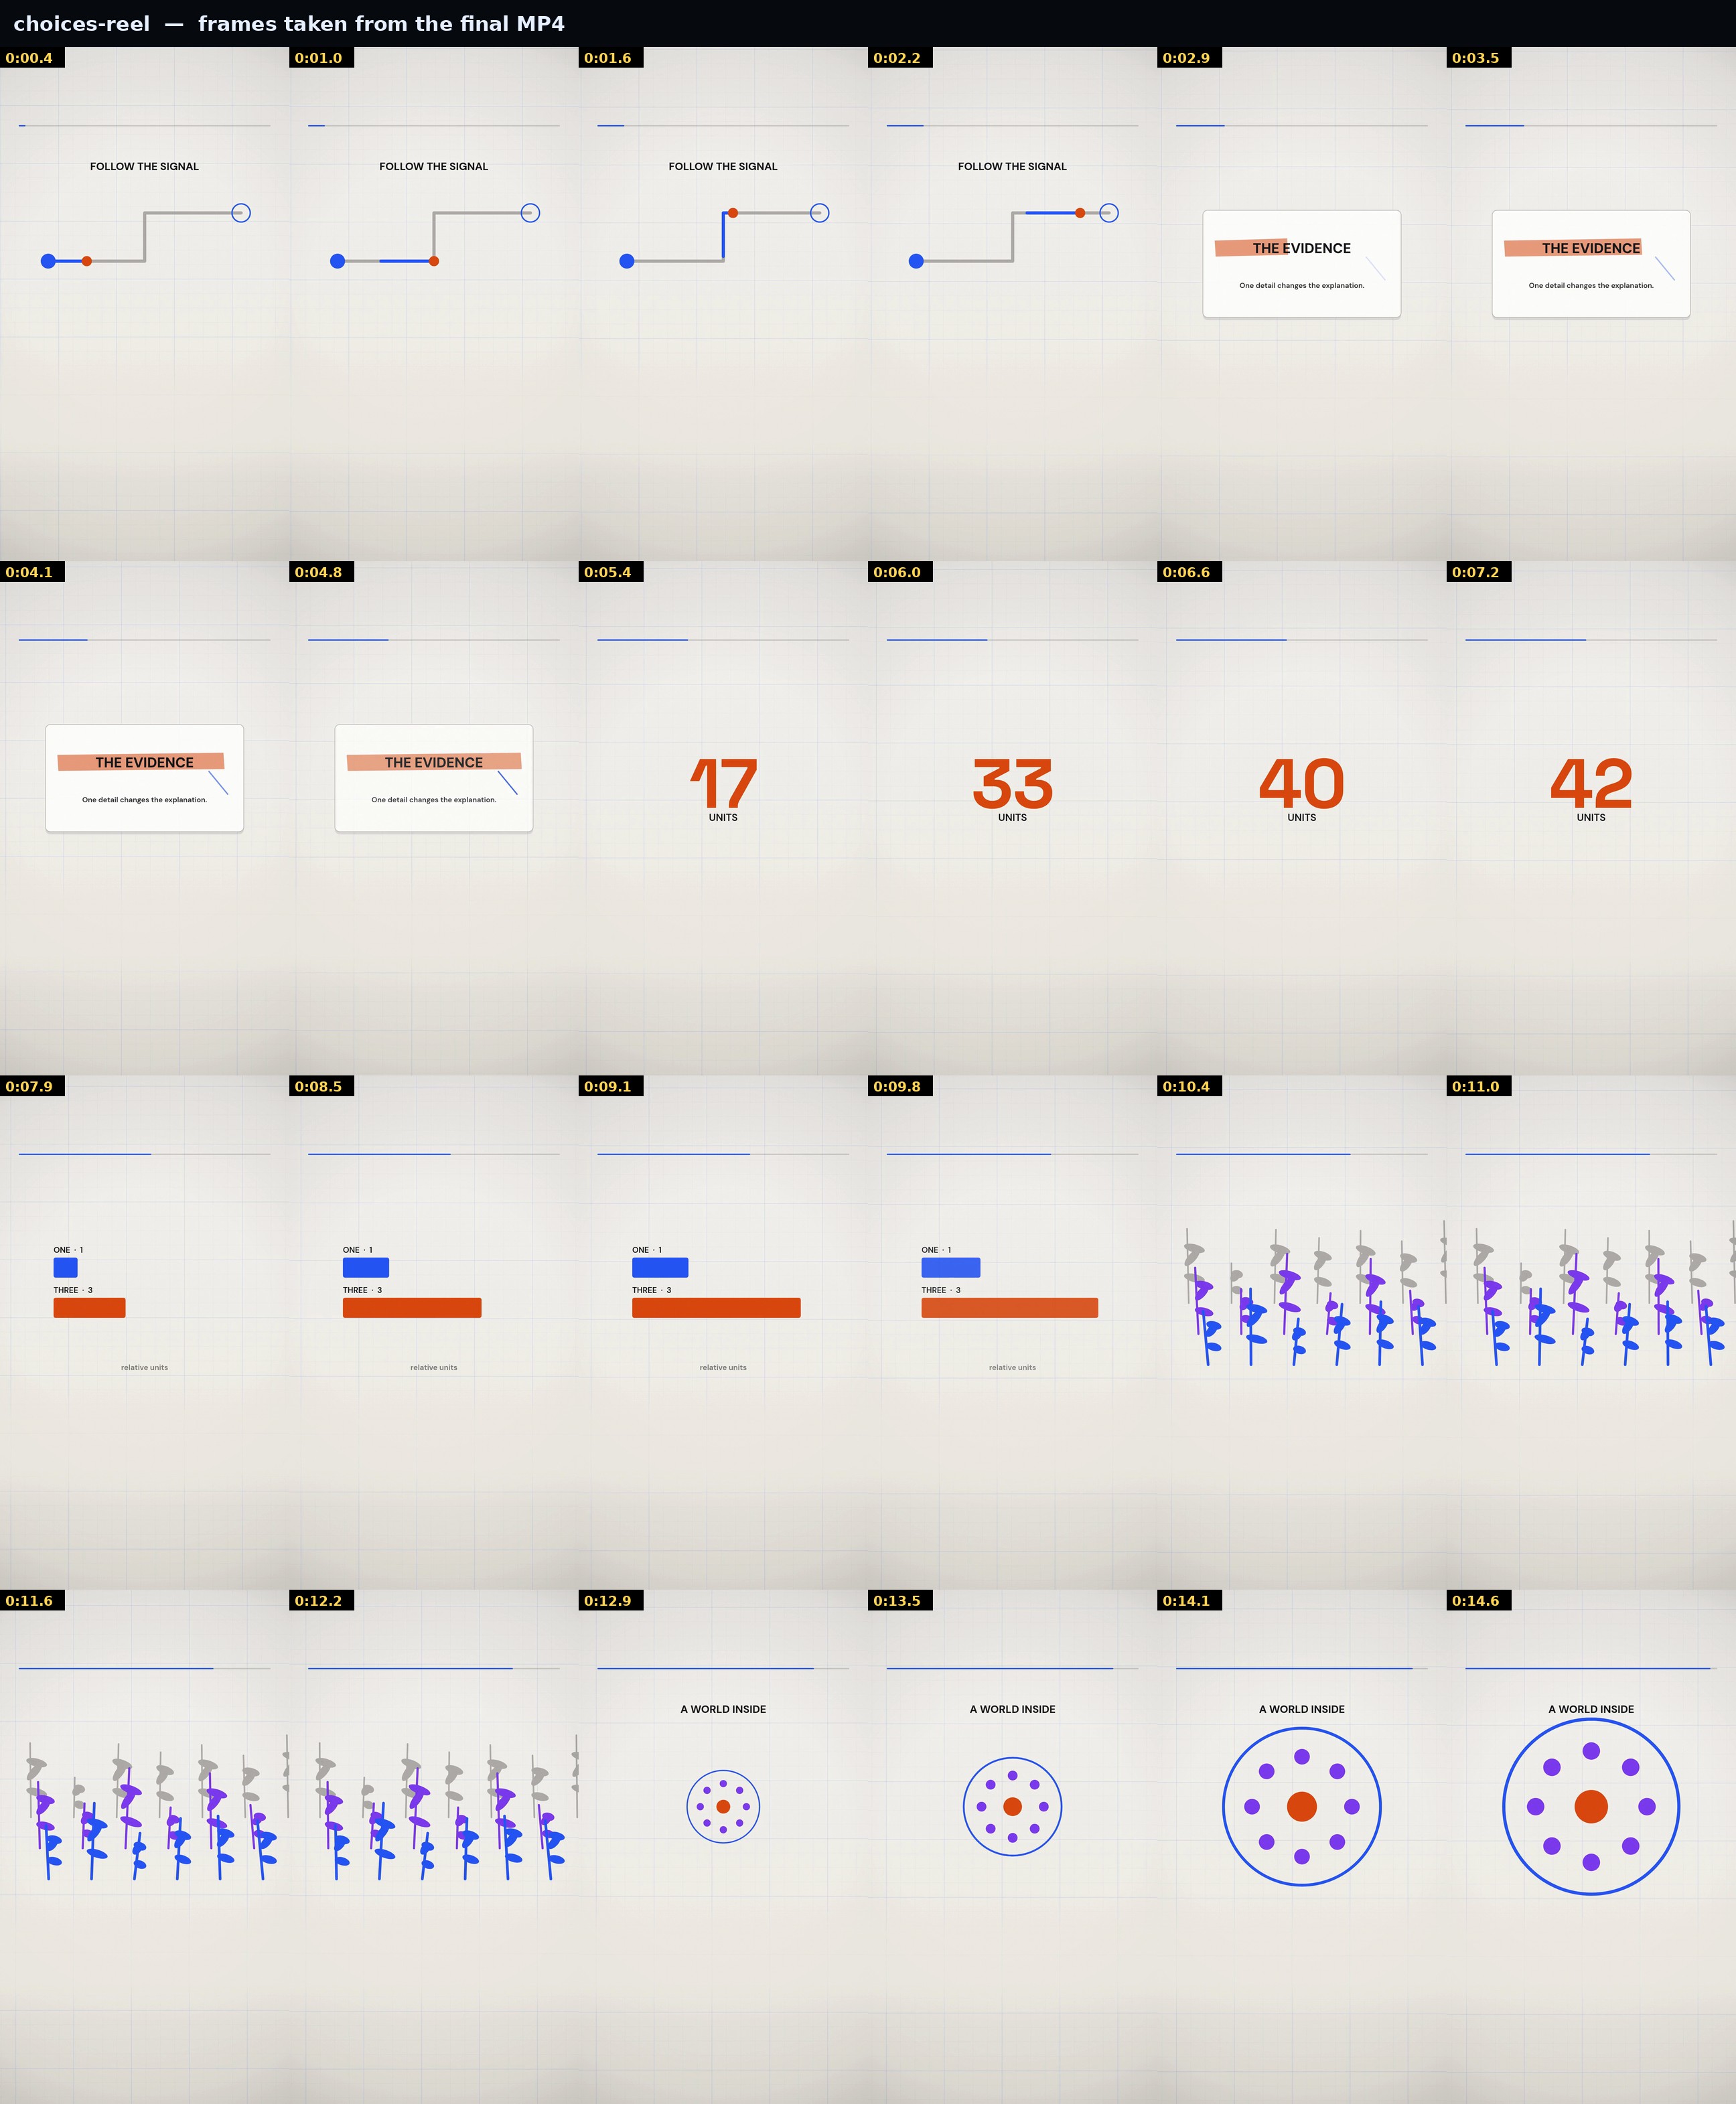 choices-reel — frames taken from the final MP4
0:00.4 0:01.0 0:01.6 0:02.2 0:02.9 0:03.5
FOLLOW THE SIGNAL FOLLOW THE SIGNAL FOLLOW THE SIGNAL FOLLOW THE SIGNAL
THE EVIDENCE THE EVIDENCE
One detail changes the explanation. One detail changes the explanation.
0:04.1 0:04.8 0:05.4 0:06.0 0:06.6 0:07.2
THE EVIDENCE THE EVIDENCE 17 33 40 42
One detail changes the explanation. One detail changes the explanation. UNITS UNITS UNITS UNITS
0:07.9 0:08.5 0:09.1 0:09.8 0:10.4 0:11.0
ONE · 1 ONE · 1 ONE · 1 ONE · 1
THREE · 3 THREE · 3 THREE · 3 THREE · 3
relative units relative units relative units relative units
0:11.6 0:12.2 0:12.9 0:13.5 0:14.1 0:14.6
A WORLD INSIDE A WORLD INSIDE A WORLD INSIDE A WORLD INSIDE